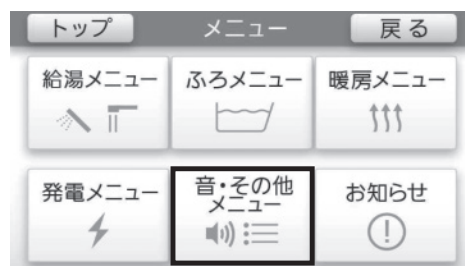 トップ
メニュー
戻る
給湯メニュー
ふろメニュー
暖房メニュー
発電メニュー
音・その他
メニュー
お知らせ